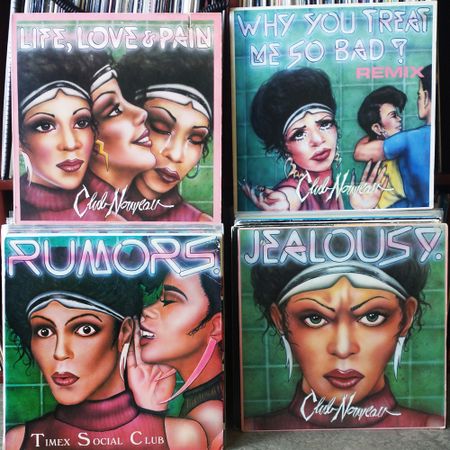 LIFE, LOVE & PAIN
Club Nouveau
WHY YOU TREAT
ME SO BAD?
REMIX
Club Nouveau
RUMORS.
TIMEX SOCIAL CLUB
JEALOUSY.
Club Nouveau